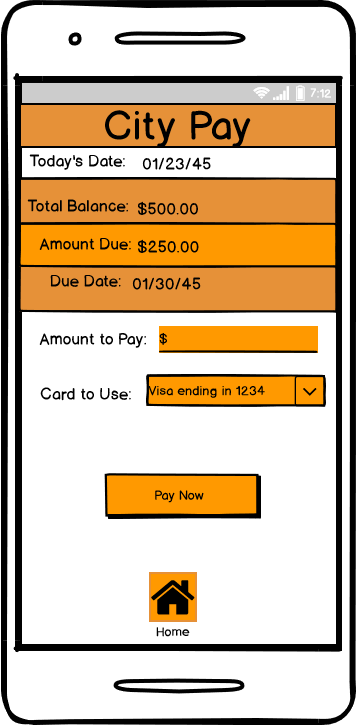 7:12
City Pay
Today's Date: 01/23/45
Total Balance: $500.00
Amount Due: $250.00
Due Date: 01/30/45
Amount to Pay: $
Card to Use: Visa ending in 1234
Pay Now
Home